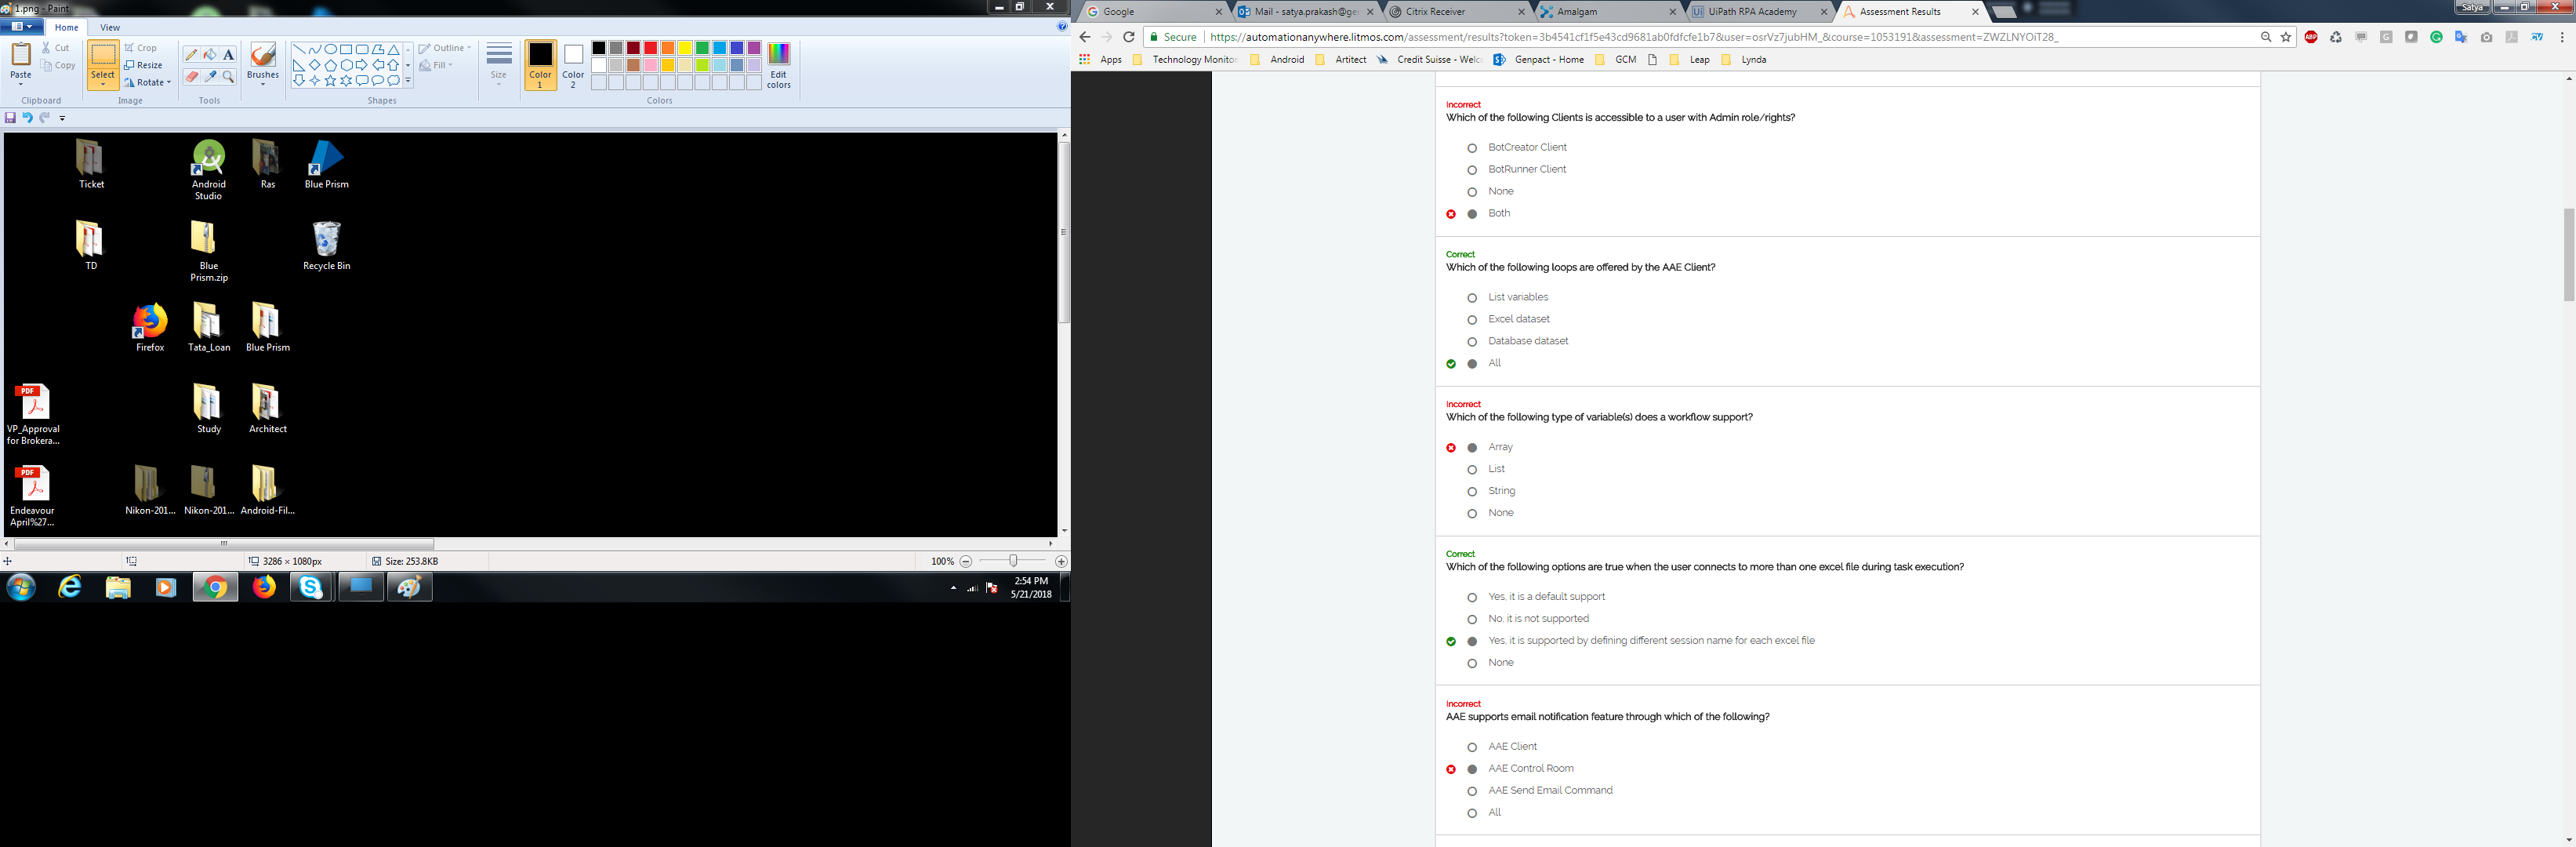 1.png - Paint
Home View
Paste
Cut
Copy
Clipboard
Select
Crop
Resize
Rotate
Image
Tools
Brushes
Shapes
Outline
Fill
Size
Color 1
Color 2
Edit colors
Colors
Ticket
Android Studio
Ras
Blue Prism
TD
Blue Prism.zip
Recycle Bin
Firefox
Tata_Loan
Blue Prism
PDF
VP_Approval for Brokera...
Study
Architect
PDF
Endeavour April%27...
Nikon-201...
Nikon-201...
Android-Fil...
3286 × 1080px
Size: 253.8KB
100%
2:54 PM
5/21/2018
Google
Mail - satya.prakash@ge
Citrix Receiver
Amalgam
UiPath RPA Academy
Assessment Results
Satya
Secure
https://automationanywhere.litmos.com/assessment/results?token=3b4541cf1f5e43cd9681ab0fdfcfe1b7&user=osrVz7jubHM_&course=1053191&assessment=ZWZLNYOiT28_
Apps
Technology Monitor
Android
Artitect
Credit Suisse - Welc
Genpact - Home
GCM
Leap
Lynda
Incorrect
Which of the following Clients is accessible to a user with Admin role/rights?
BotCreator Client
BotRunner Client
None
Both
Correct
Which of the following loops are offered by the AAE Client?
List variables
Excel dataset
Database dataset
All
Incorrect
Which of the following type of variable(s) does a workflow support?
Array
List
String
None
Correct
Which of the following options are true when the user connects to more than one excel file during task execution?
Yes, it is a default support
No, it is not supported
Yes, it is supported by defining different session name for each excel file
None
Incorrect
AAE supports email notification feature through which of the following?
AAE Client
AAE Control Room
AAE Send Email Command
All